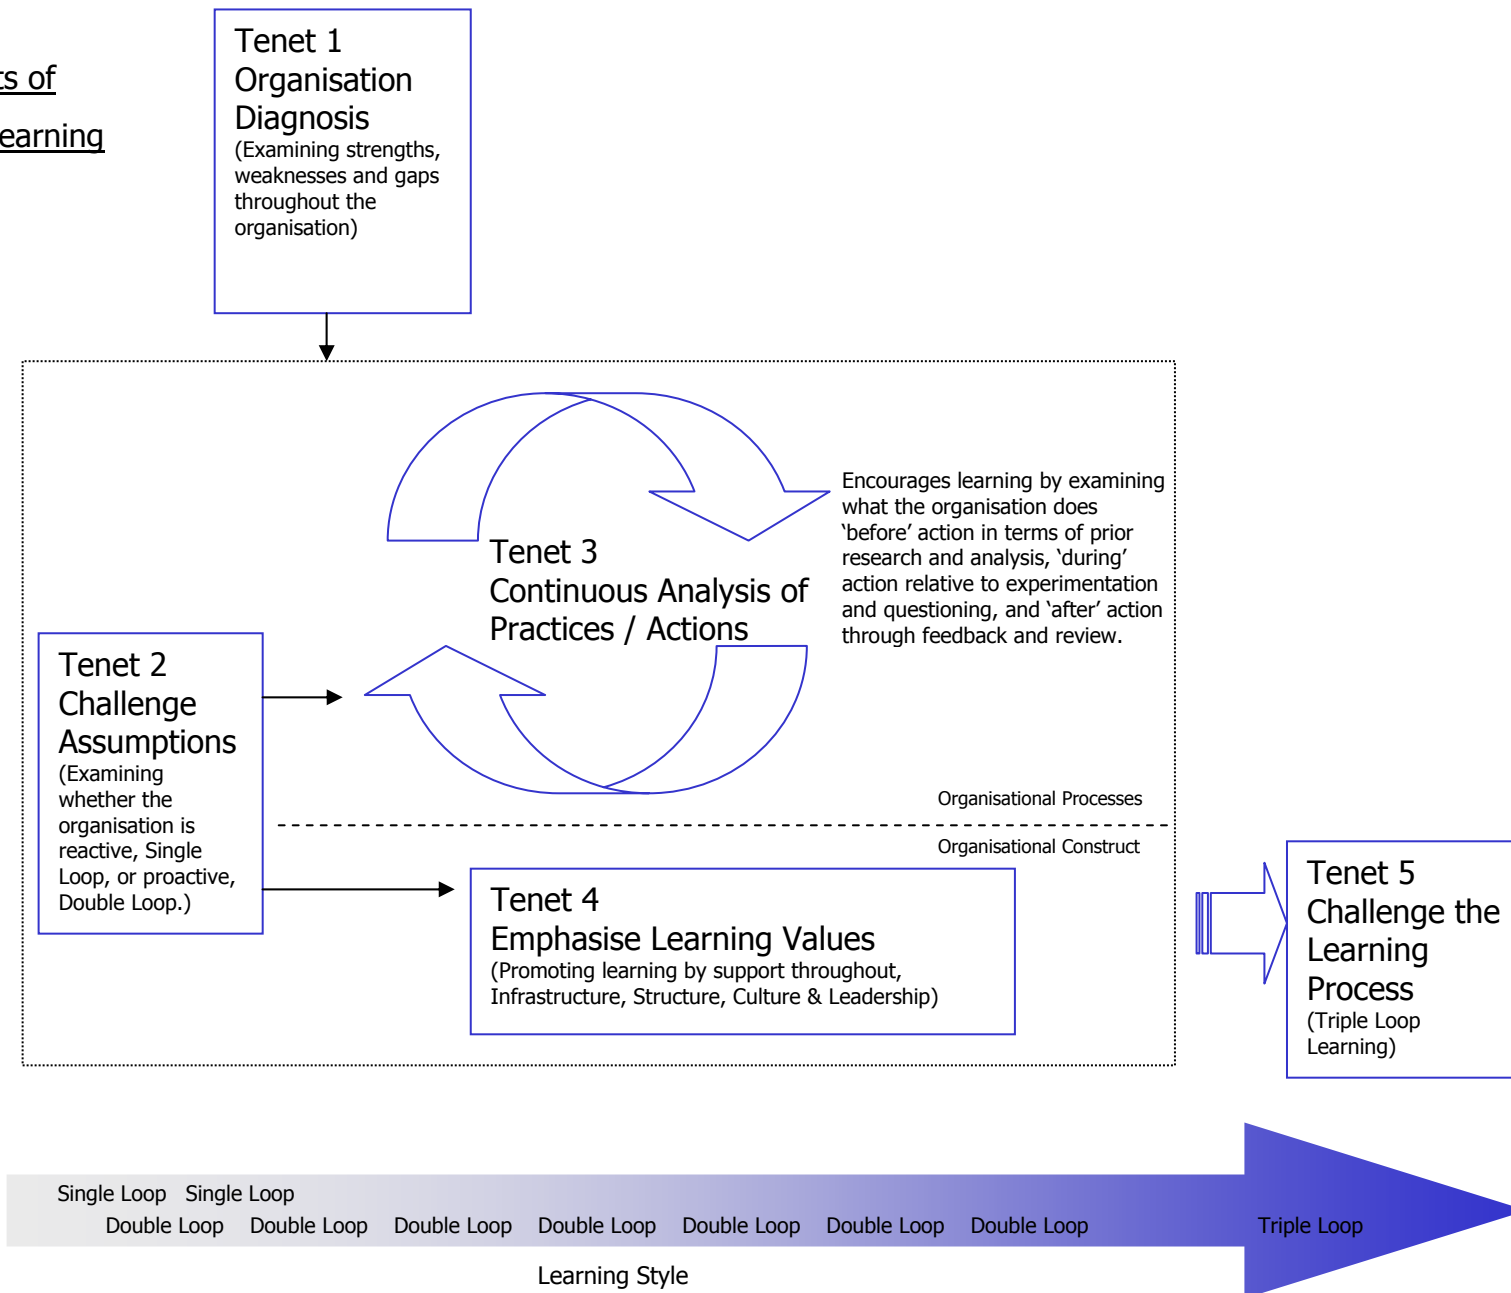 ts of
earning
Tenet 1
Organisation
Diagnosis
(Examining strengths,
weaknesses and gaps
throughout the
organisation)
Encourages learning by examining
what the organisation does
‘before’ action in terms of prior
research and analysis, ‘during’
action relative to experimentation
and questioning, and ‘after’ action
through feedback and review.
Tenet 3
Continuous Analysis of
Practices / Actions
Tenet 2
Challenge
Assumptions
(Examining
whether the
organisation is
reactive, Single
Loop, or proactive,
Double Loop.)
Organisational Processes
Organisational Construct
Tenet 4
Emphasise Learning Values
(Promoting learning by support throughout,
Infrastructure, Structure, Culture & Leadership)
Tenet 5
Challenge the
Learning
Process
(Triple Loop
Learning)
Single Loop Single Loop
Double Loop Double Loop Double Loop Double Loop Double Loop Double Loop Double Loop Triple Loop
Learning Style